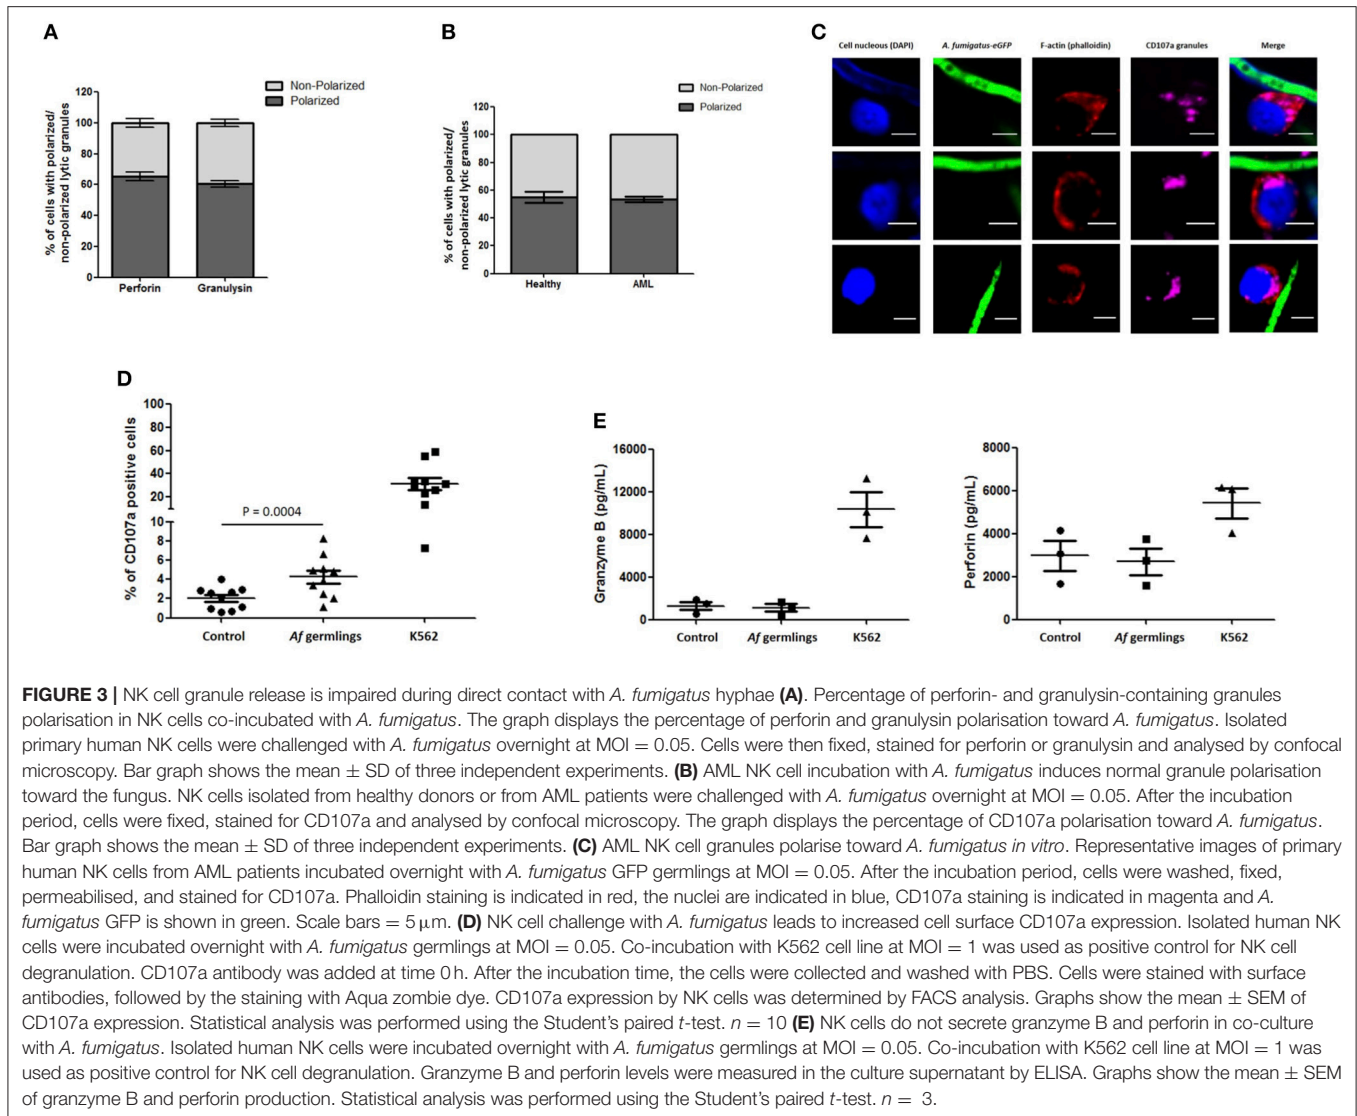 A
Non-Polarized
Polarized
% of cells with polarized/
non-polarized lytic granules
120
100
80
60
40
20
0
Perforin
Granulysin
B
Non-Polarized
Polarized
% of cells with polarized/
non-polarized lytic granules
120
100
80
60
40
20
0
Healthy
AML
C
Cell nucleous (DAPI)
A. fumigatus-eGFP
F-actin (phalloidin)
CD107a granules
Merge
D
% of CD107a positive cells
100
80
60
40
20
8
6
4
2
0
P = 0.0004
Control
Af germlings
K562
E
Granzyme B (pg/mL)
16000
12000
8000
4000
0
Control
Af germlings
K562
Perforin (pg/mL)
8000
6000
4000
2000
0
Control
Af germlings
K562
FIGURE 3 | NK cell granule release is impaired during direct contact with A. fumigatus hyphae (A). Percentage of perforin- and granulysin-containing granules
polarisation in NK cells co-incubated with A. fumigatus. The graph displays the percentage of perforin and granulysin polarisation toward A. fumigatus. Isolated
primary human NK cells were challenged with A. fumigatus overnight at MOI = 0.05. Cells were then fixed, stained for perforin or granulysin and analysed by confocal
microscopy. Bar graph shows the mean ± SD of three independent experiments. (B) AML NK cell incubation with A. fumigatus induces normal granule polarisation
toward the fungus. NK cells isolated from healthy donors or from AML patients were challenged with A. fumigatus overnight at MOI = 0.05. After the incubation
period, cells were fixed, stained for CD107a and analysed by confocal microscopy. The graph displays the percentage of CD107a polarisation toward A. fumigatus.
Bar graph shows the mean ± SD of three independent experiments. (C) AML NK cell granules polarise toward A. fumigatus in vitro. Representative images of primary
human NK cells from AML patients incubated overnight with A. fumigatus GFP germlings at MOI = 0.05. After the incubation period, cells were washed, fixed,
permeabilised, and stained for CD107a. Phalloidin staining is indicated in red, the nuclei are indicated in blue, CD107a staining is indicated in magenta and A.
fumigatus GFP is shown in green. Scale bars = 5 μm. (D) NK cell challenge with A. fumigatus leads to increased cell surface CD107a expression. Isolated human NK
cells were incubated overnight with A. fumigatus germlings at MOI = 0.05. Co-incubation with K562 cell line at MOI = 1 was used as positive control for NK cell
degranulation. CD107a antibody was added at time 0 h. After the incubation time, the cells were collected and washed with PBS. Cells were stained with surface
antibodies, followed by the staining with Aqua zombie dye. CD107a expression by NK cells was determined by FACS analysis. Graphs show the mean ± SEM of
CD107a expression. Statistical analysis was performed using the Student's paired t-test. n = 10 (E) NK cells do not secrete granzyme B and perforin in co-culture
with A. fumigatus. Isolated human NK cells were incubated overnight with A. fumigatus germlings at MOI = 0.05. Co-incubation with K562 cell line at MOI = 1 was
used as positive control for NK cell degranulation. Granzyme B and perforin levels were measured in the culture supernatant by ELISA. Graphs show the mean ± SEM
of granzyme B and perforin production. Statistical analysis was performed using the Student's paired t-test. n = 3.